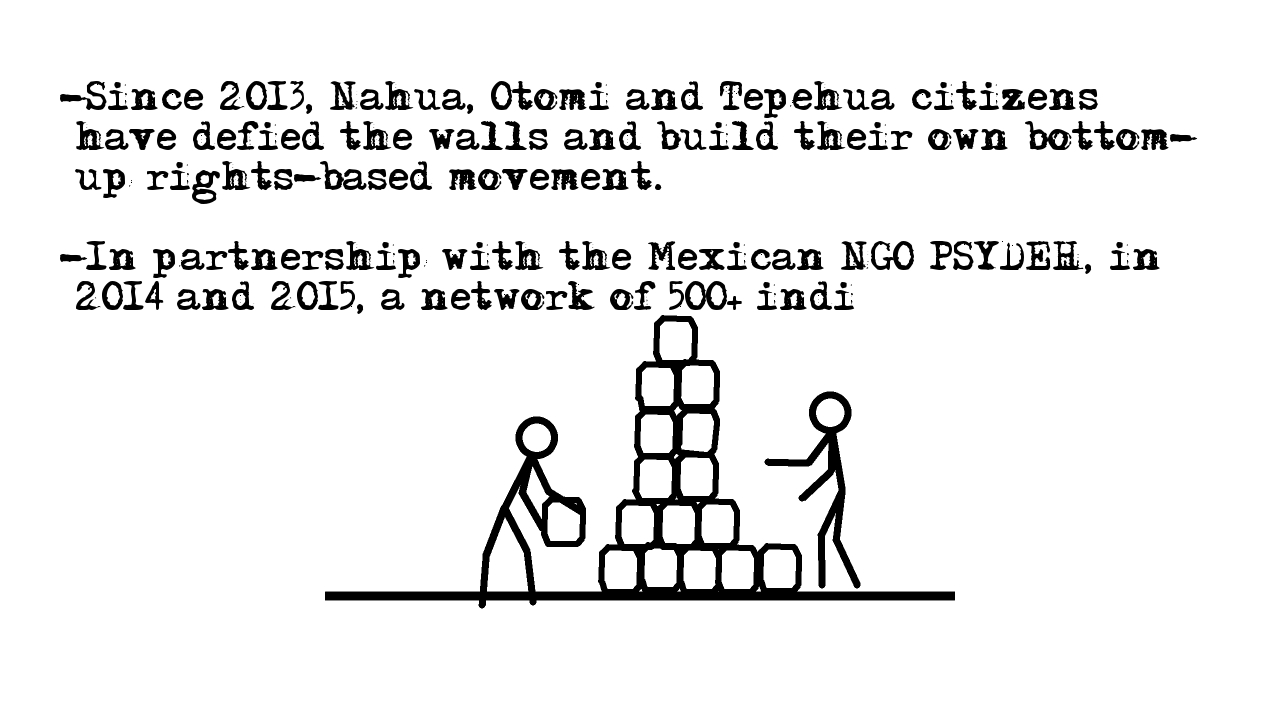 -Since 2013, Nahua, Otomi and Tepehua citizens
have defied the walls and build their own bottom-
up rights-based movement.
-In partnership with the Mexican NGO PSYDEH, in
2014 and 2015, a network of 500+ indi